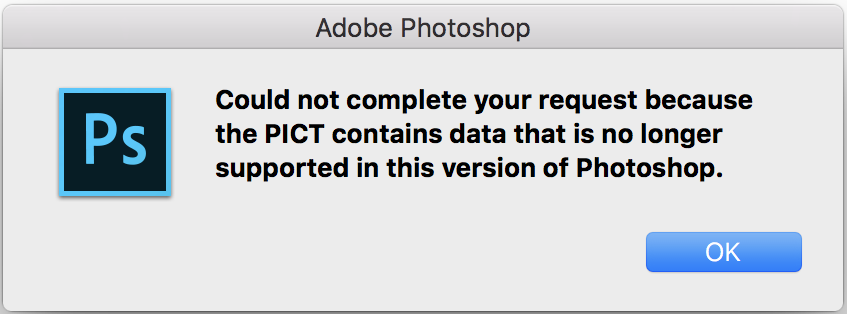 Adobe Photoshop
Ps
Could not complete your request because
the PICT contains data that is no longer
supported in this version of Photoshop.
OK